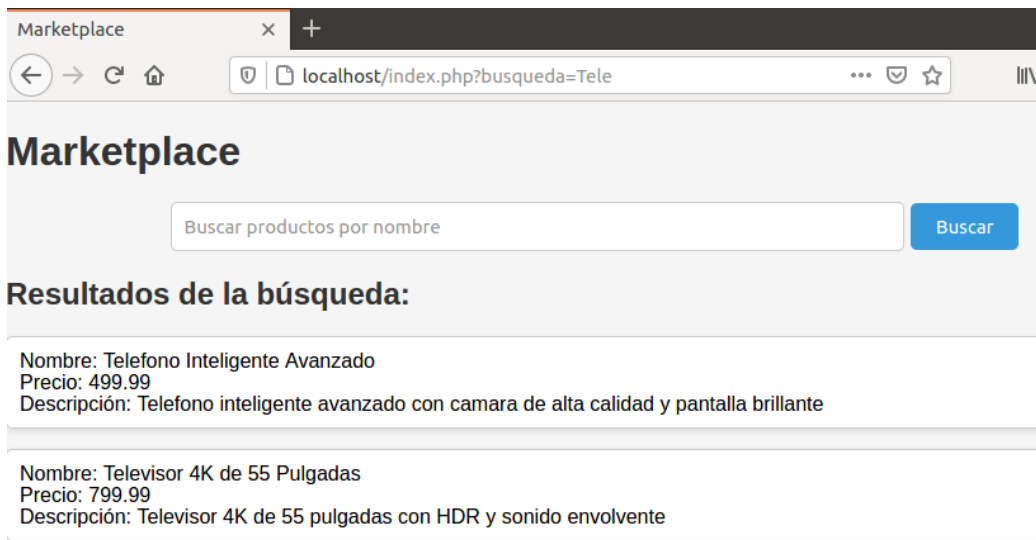 Marketplace
localhost/index.php?busqueda=Tele
Marketplace
Buscar productos por nombre
Buscar
Resultados de la búsqueda:
Nombre: Telefono Inteligente Avanzado
Precio: 499.99
Descripción: Telefono inteligente avanzado con camara de alta calidad y pantalla brillante
Nombre: Televisor 4K de 55 Pulgadas
Precio: 799.99
Descripción: Televisor 4K de 55 pulgadas con HDR y sonido envolvente